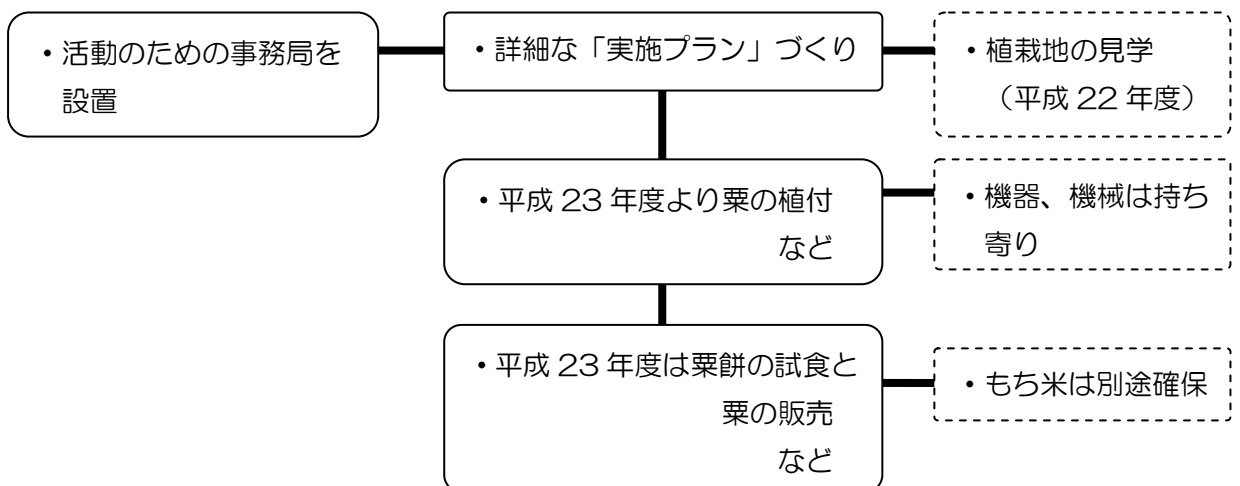 ・活動のための事務局を
設置
・詳細な「実施プラン」づくり
・植栽地の見学
（平成 22 年度）
・平成 23 年度より粟の植付
など
・機器、機械は持ち
寄り
・平成 23 年度は粟餅の試食と
粟の販売
など
・もち米は別途確保